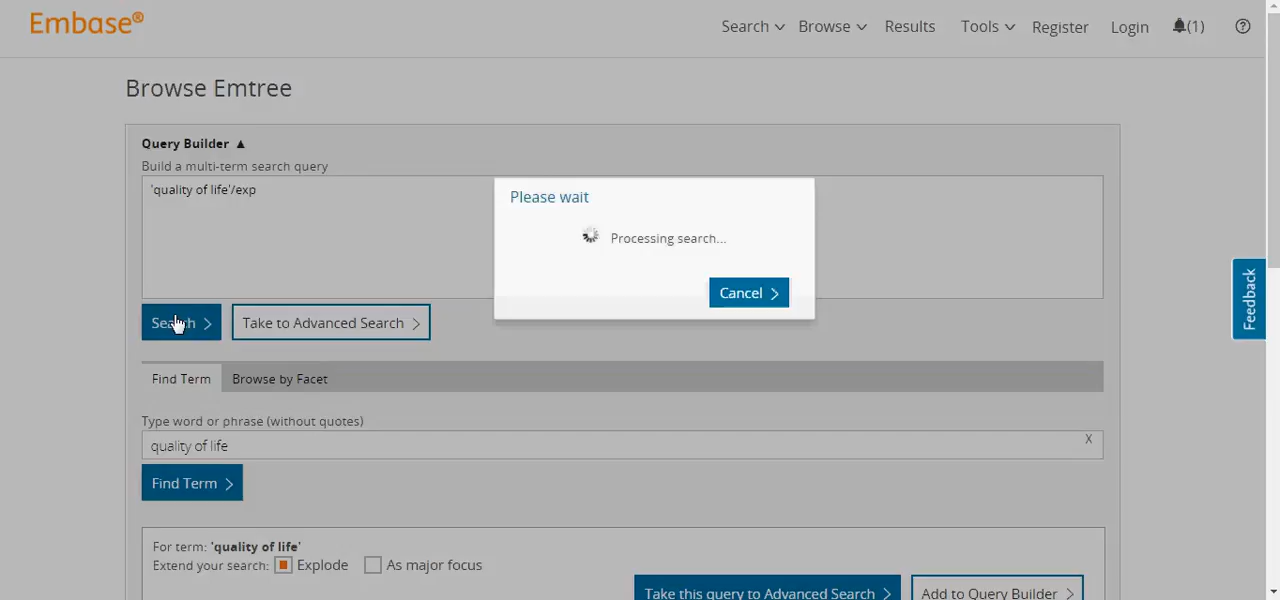 Embase®
Search Browse Results Tools Register Login (1)
Browse Emtree
Query Builder ▲
Build a multi-term search query
'quality of life'/exp
Please wait
Processing search...
Cancel
Search Take to Advanced Search
Feedback
Find Term Browse by Facet
Type word or phrase (without quotes)
quality of life X
Find Term
For term: 'quality of life'
Extend your search: Explode As major focus
Take this query to Advanced Search Add to Query Builder